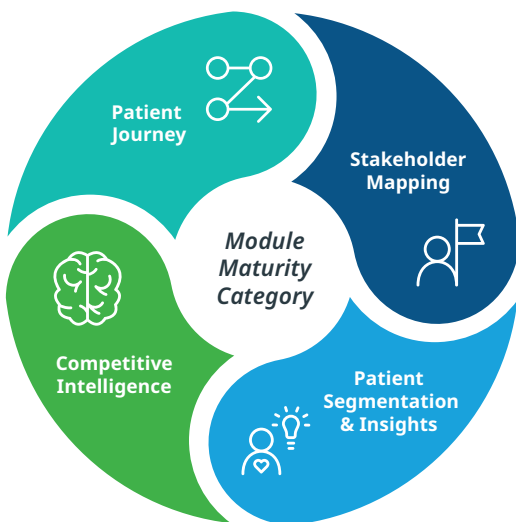 Patient
Journey
Stakeholder
Mapping
Module
Maturity
Category
Competitive
Intelligence
Patient
Segmentation
& Insights